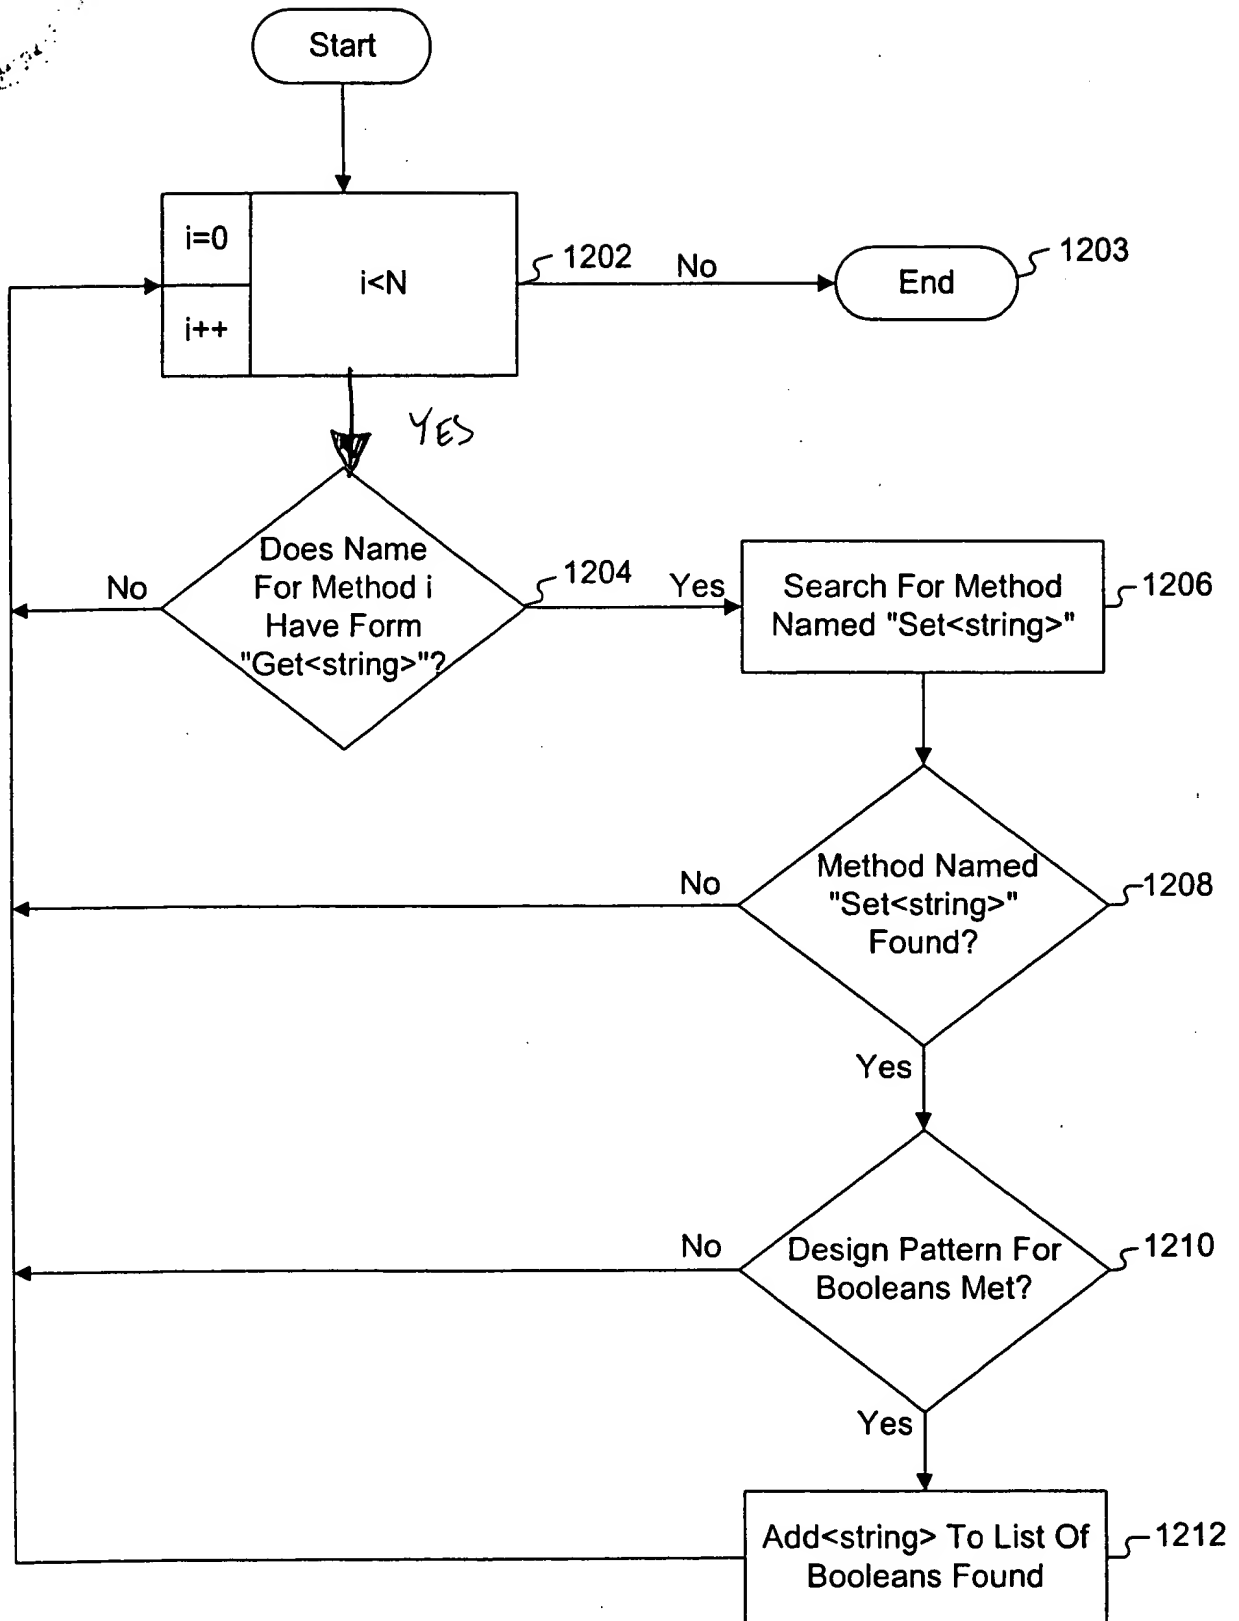 Start
i=0
i<N
i++
1202
No
End
1203
YES
Does Name
For Method i
Have Form
"Get<string>"?
1204
No
Yes
Search For Method
Named "Set<string>"
1206
Method Named
"Set<string>"
Found?
1208
No
Yes
Design Pattern For
Booleans Met?
1210
No
Yes
Add<string> To List Of
Booleans Found
1212